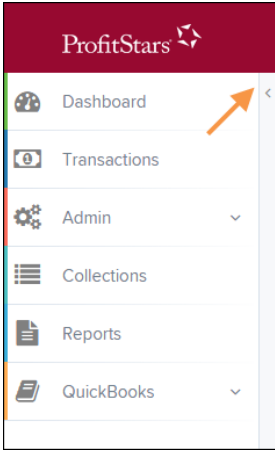 ProfitStars
Dashboard
Transactions
Admin
Collections
Reports
QuickBooks